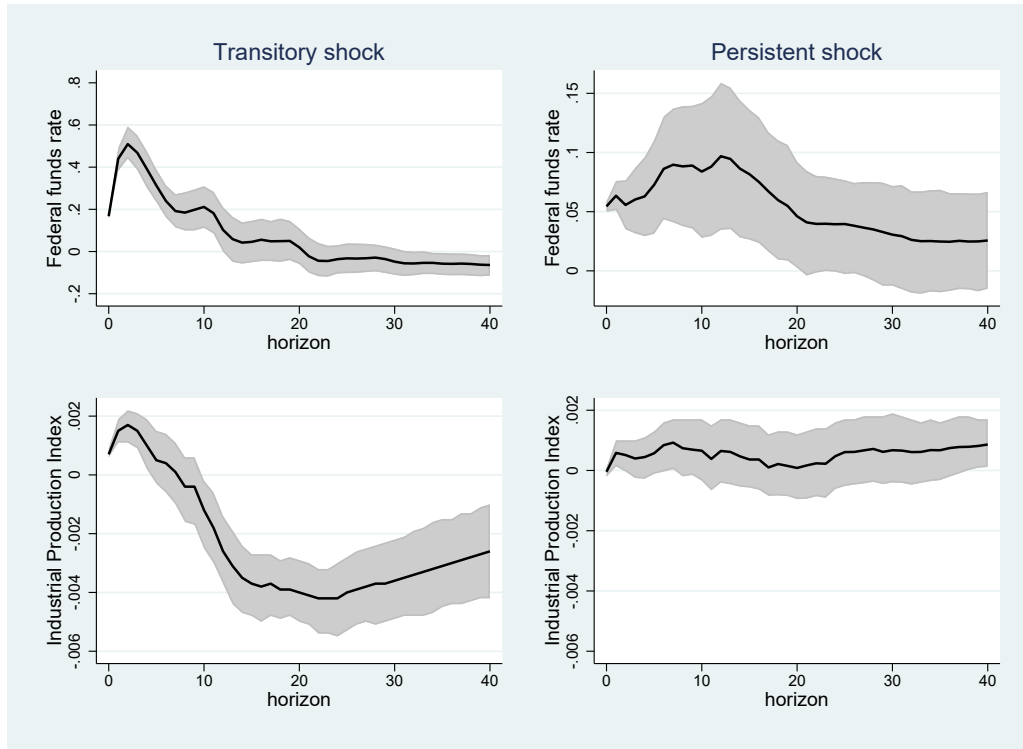 Transitory shock
Federal funds rate
.8
.6
.4
.2
0
-.2
0 10 20 30 40
horizon
Persistent shock
Federal funds rate
.15
.1
.05
0
0 10 20 30 40
horizon
Industrial Production Index
.002
0
-.002
-.004
-.006
0 10 20 30 40
horizon
Industrial Production Index
.002
0
-.002
-.004
-.006
0 10 20 30 40
horizon